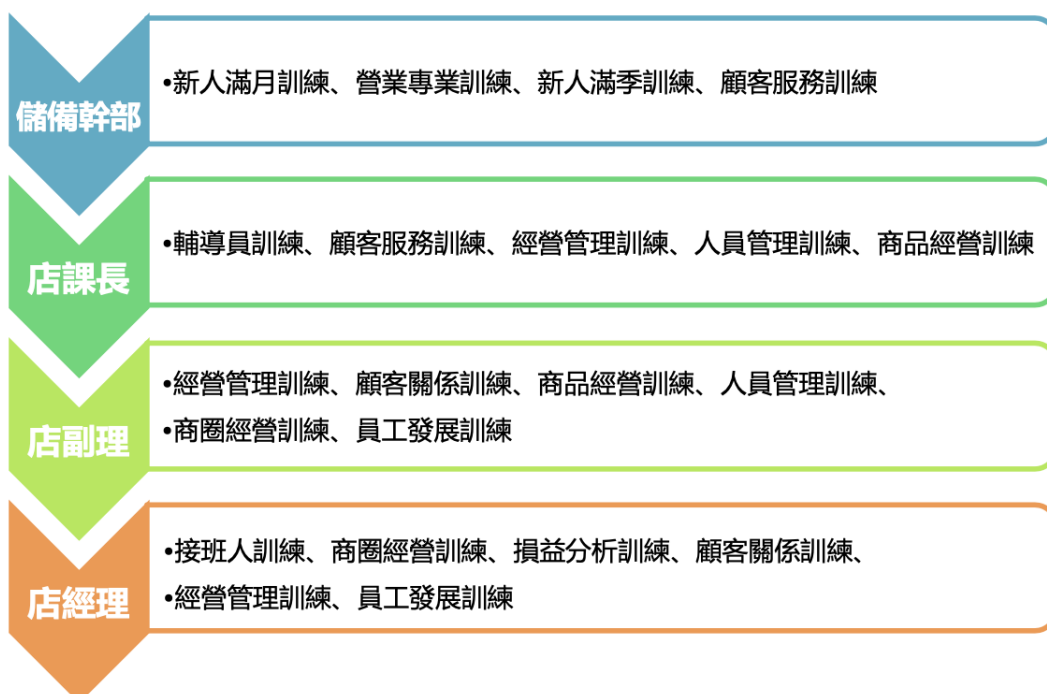 •新人滿月訓練、營業專業訓練、新人滿季訓練、顧客服務訓練
儲備幹部
•輔導員訓練、顧客服務訓練、經營管理訓練、人員管理訓練、商品經營訓練
店課長
•經營管理訓練、顧客關係訓練、商品經營訓練、人員管理訓練、
•商圈經營訓練、員工發展訓練
店副理
•接班人訓練、商圈經營訓練、損益分析訓練、顧客關係訓練、
•經營管理訓練、員工發展訓練
店經理